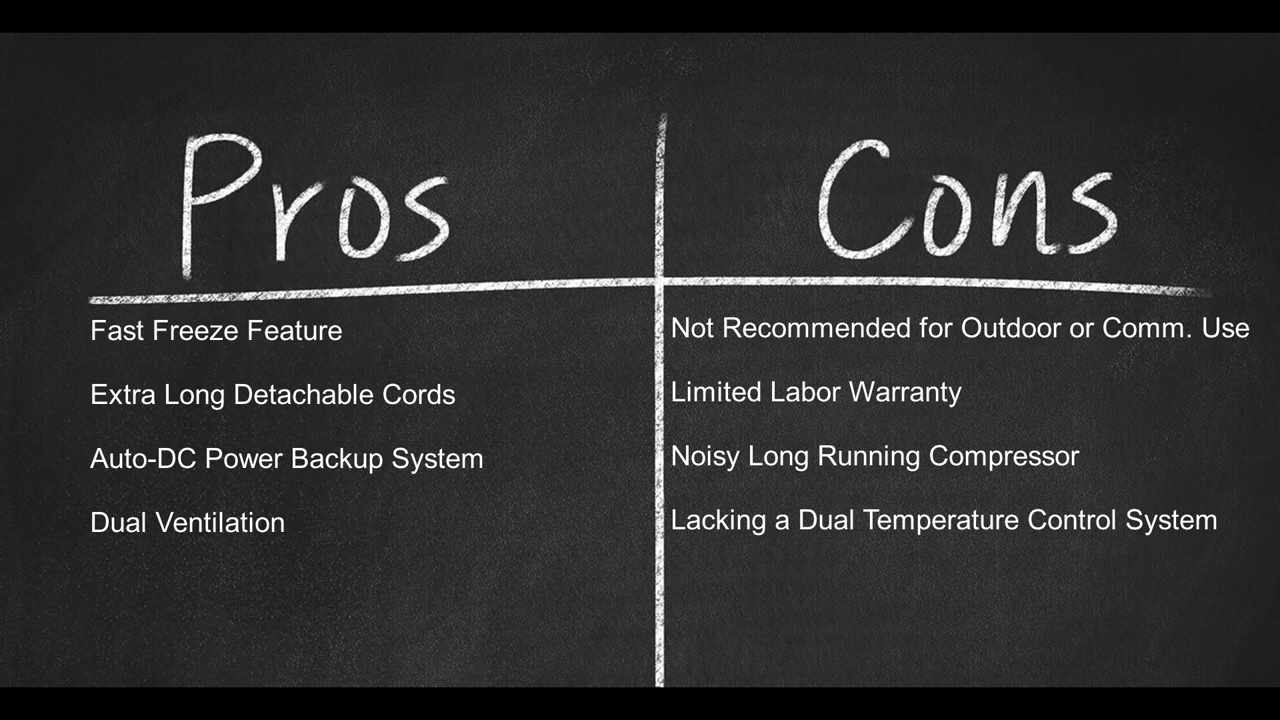 Pros
Cons
Fast Freeze Feature
Extra Long Detachable Cords
Auto-DC Power Backup System
Dual Ventilation
Not Recommended for Outdoor or Comm. Use
Limited Labor Warranty
Noisy Long Running Compressor
Lacking a Dual Temperature Control System